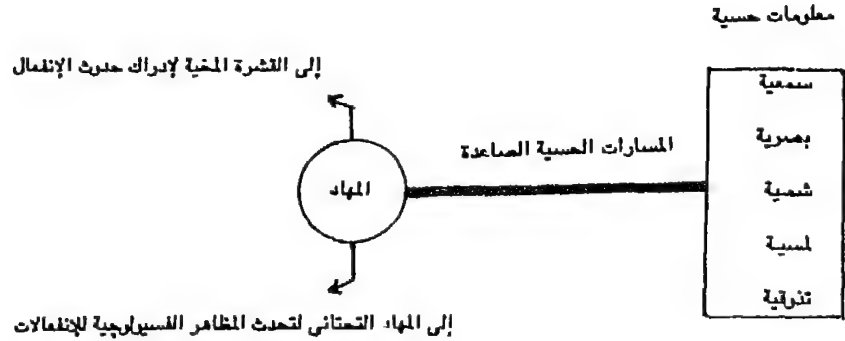 معلومات حسية
سمعية
بصرية
شمية
لمسية
تذوقية
المسارات الحسية الصاعدة
المهاد
إلى القشرة المخية لإدراك حدوث الإنفعال
إلى المهاد التحتاني لتحدث المظاهر الفسيولوجية للإنفعالات